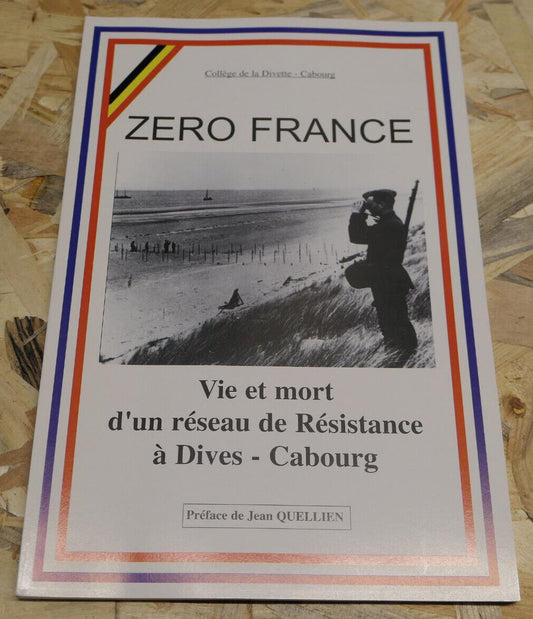 Collège de la Divette - Cabourg
ZERO FRANCE
Vie et mort
d'un réseau de Résistance
à Dives - Cabourg
Préface de Jean QUELLIEN